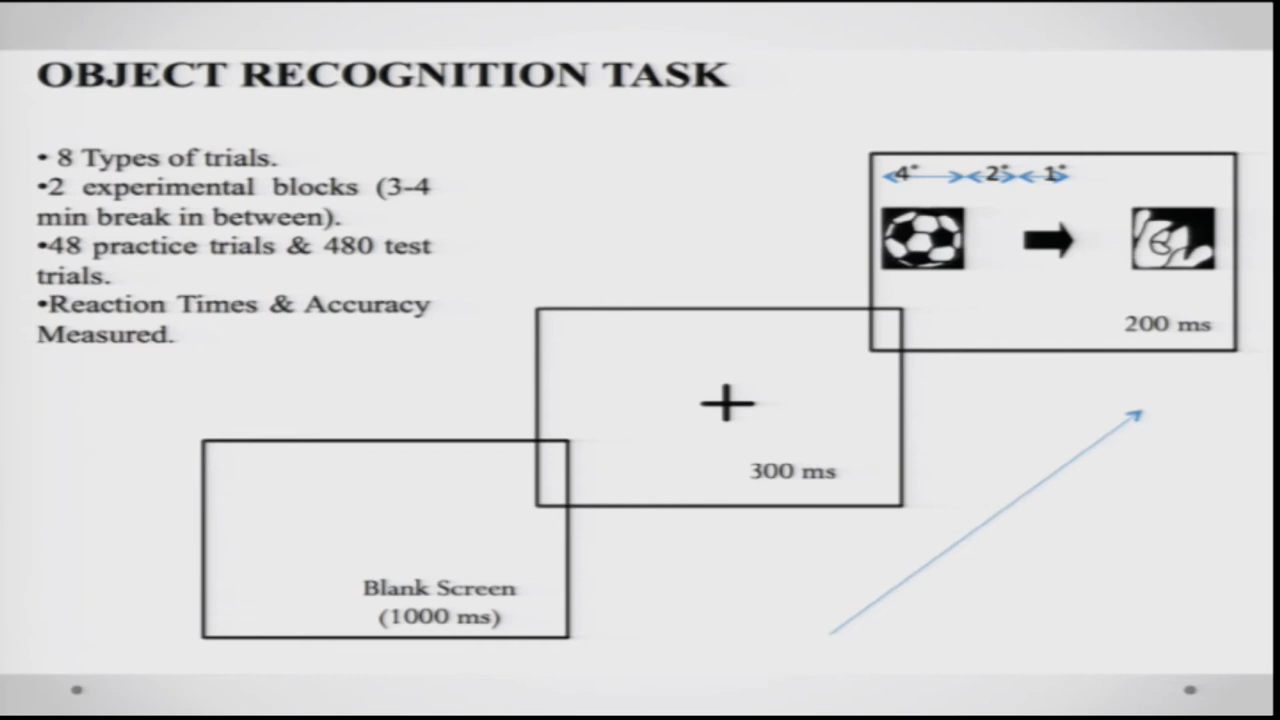 OBJECT RECOGNITION TASK
• 8 Types of trials.
•2 experimental blocks (3-4
min break in between).
•48 practice trials & 480 test
trials.
•Reaction Times & Accuracy
Measured.
4° 2° 1°
200 ms
300 ms
Blank Screen
(1000 ms)